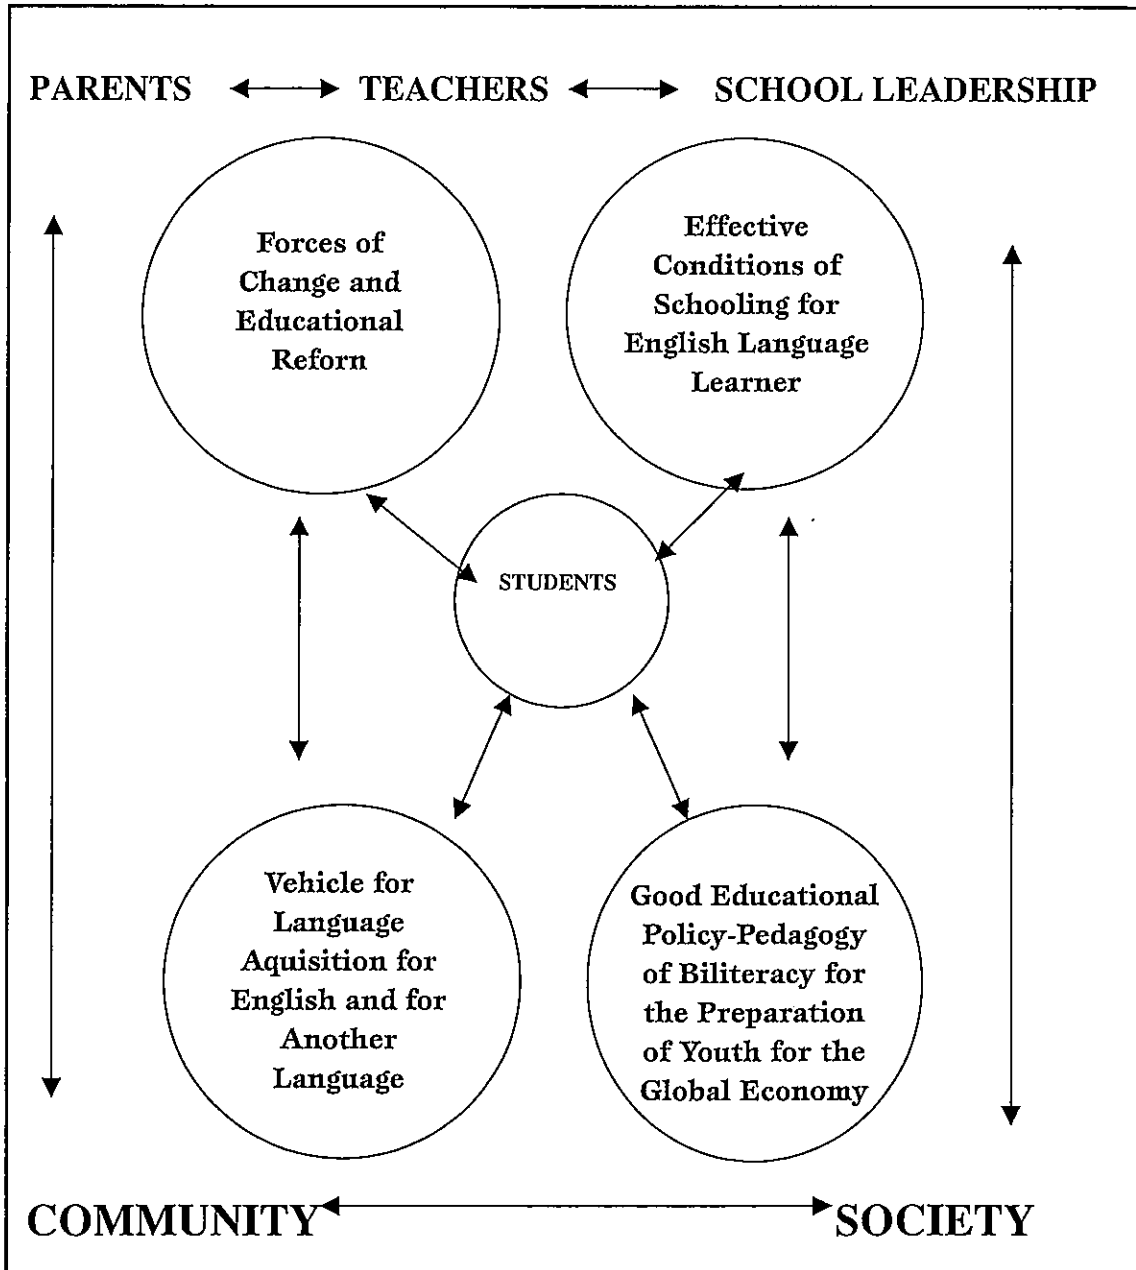 PARENTS TEACHERS SCHOOL LEADERSHIP
Forces of
Change and
Educational
Reforn
Effective
Conditions of
Schooling for
English Language
Learner
STUDENTS
Vehicle for
Language
Aquisition for
English and for
Another
Language
Good Educational
Policy-Pedagogy
of Biliteracy for
the Preparation
of Youth for the
Global Economy
COMMUNITY SOCIETY